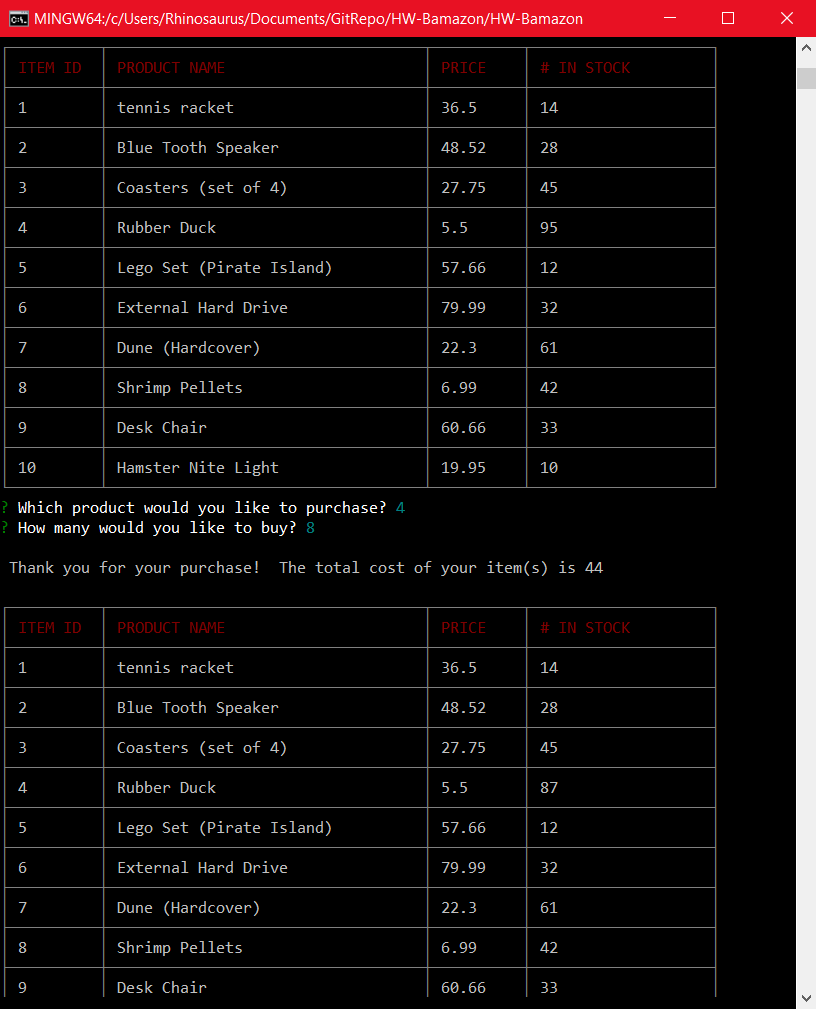 MINGW64:/c/Users/Rhinosaurus/Documents/GitRepo/HW-Bamazon/HW-Bamazon
ITEM ID PRODUCT NAME PRICE # IN STOCK
1 tennis racket 36.5 14
2 Blue Tooth Speaker 48.52 28
3 Coasters (set of 4) 27.75 45
4 Rubber Duck 5.5 95
5 Lego Set (Pirate Island) 57.66 12
6 External Hard Drive 79.99 32
7 Dune (Hardcover) 22.3 61
8 Shrimp Pellets 6.99 42
9 Desk Chair 60.66 33
10 Hamster Nite Light 19.95 10
? Which product would you like to purchase? 4
? How many would you like to buy? 8
Thank you for your purchase!  The total cost of your item(s) is 44
ITEM ID PRODUCT NAME PRICE # IN STOCK
1 tennis racket 36.5 14
2 Blue Tooth Speaker 48.52 28
3 Coasters (set of 4) 27.75 45
4 Rubber Duck 5.5 87
5 Lego Set (Pirate Island) 57.66 12
6 External Hard Drive 79.99 32
7 Dune (Hardcover) 22.3 61
8 Shrimp Pellets 6.99 42
9 Desk Chair 60.66 33